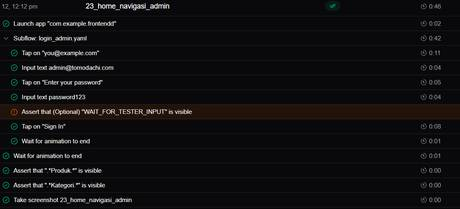 12, 12:12 pm 23_home_navigasi_admin 0:46
Launch app "com.example.frontendd" 0:02
Subflow: login_admin.yaml 0:42
Tap on "you@example.com" 0:11
Input text admin@tomodachi.com 0:04
Tap on "Enter your password" 0:05
Input text password123 0:04
Assert that (Optional) "WAIT_FOR_TESTER_INPUT" is visible
Tap on "Sign In" 0:08
Wait for animation to end 0:01
Wait for animation to end 0:01
Assert that ".*Produk.*" is visible 0:00
Assert that ".*Kategori.*" is visible 0:00
Take screenshot 23_home_navigasi_admin 0:00